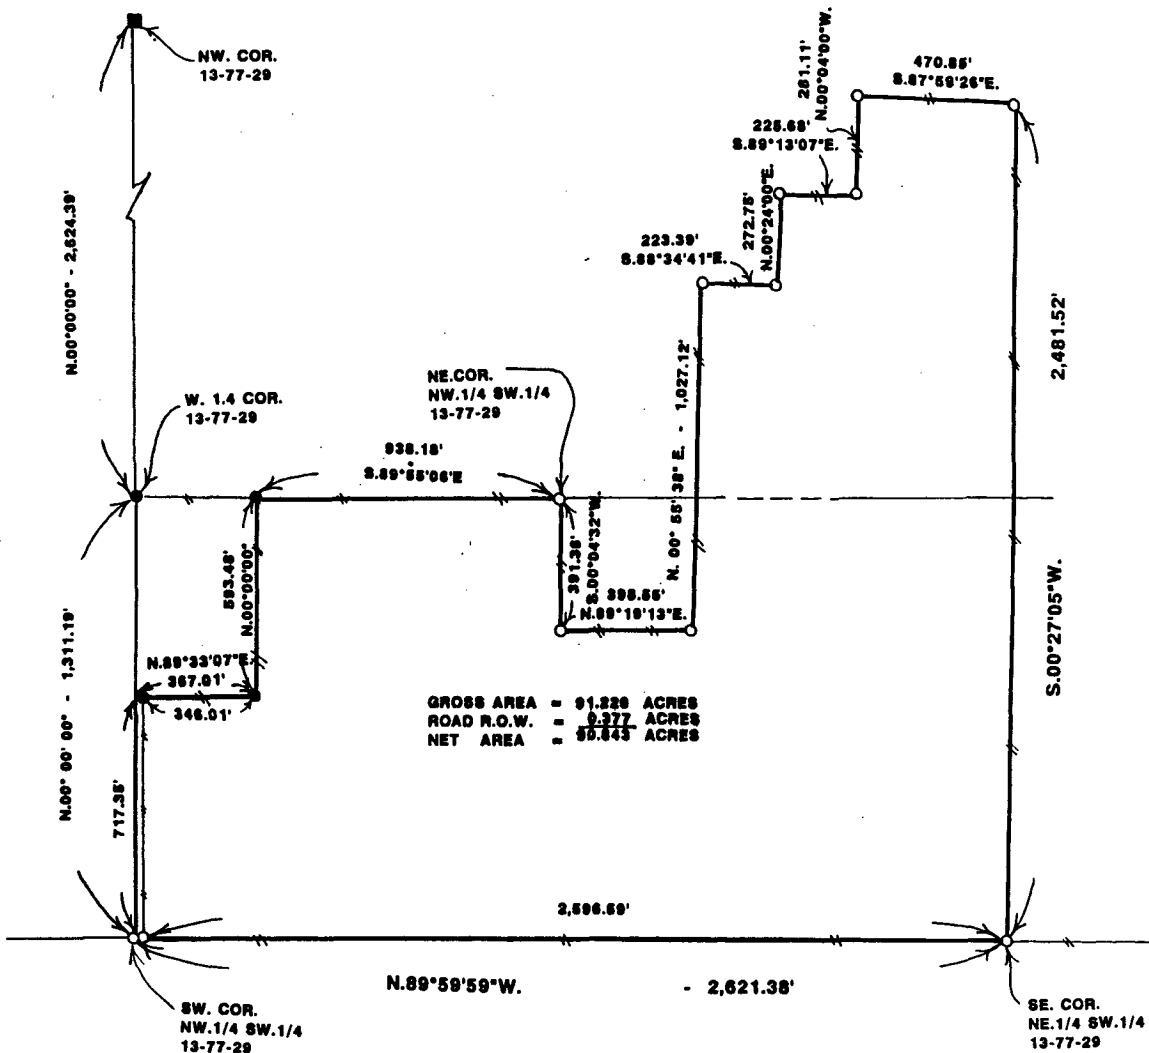 NW. COR.
13-77-29
N.00°00'00" - 2,624.39'
281.11'
N.00°04'00"W.
470.85'
S.87°59'26"E.
225.68'
S.89°13'07"E.
272.75'
N.00°24'00"E.
223.39'
S.88°34'41"E.
2,481.52'
S.00°27'05"W.
N. 00° 55' 38" E. - 1,027.12'
NE.COR.
NW.1/4 SW.1/4
13-77-29
W. 1.4 COR.
13-77-29
938.18'
S.89°55'06"E
593.48'
N.00°00'00"
391.36'
S.00°04'32"W.
N.89°19'13"E.
N.00° 00' 00" - 1,311.19'
N.89°33'07"E.
367.01'
346.01'
717.35'
GROSS AREA = ACRES
ROAD R.O.W. = 0.377 ACRES
NET AREA = ACRES
2,596.59'
N.89°59'59"W. - 2,621.38'
SW. COR.
NW.1/4 SW.1/4
13-77-29
SE. COR.
NE.1/4 SW.1/4
13-77-29